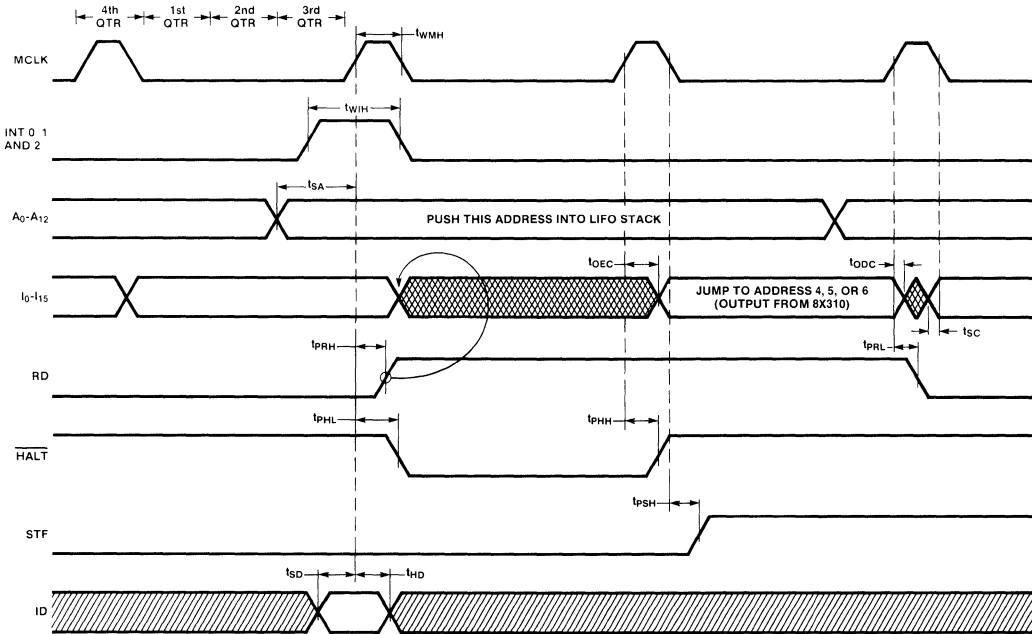 4th QTR
1st QTR
2nd QTR
3rd QTR
tWMH
MCLK
tWIH
INT 0 1
AND 2
tSA
A0-A12
PUSH THIS ADDRESS INTO LIFO STACK
tOEC
tODC
I0-I15
JUMP TO ADDRESS 4, 5, OR 6
(OUTPUT FROM 8X310)
tSC
tPRH
tPRL
RD
tPHL
tPHH
HALT
tPSH
STF
tSD
tHD
ID